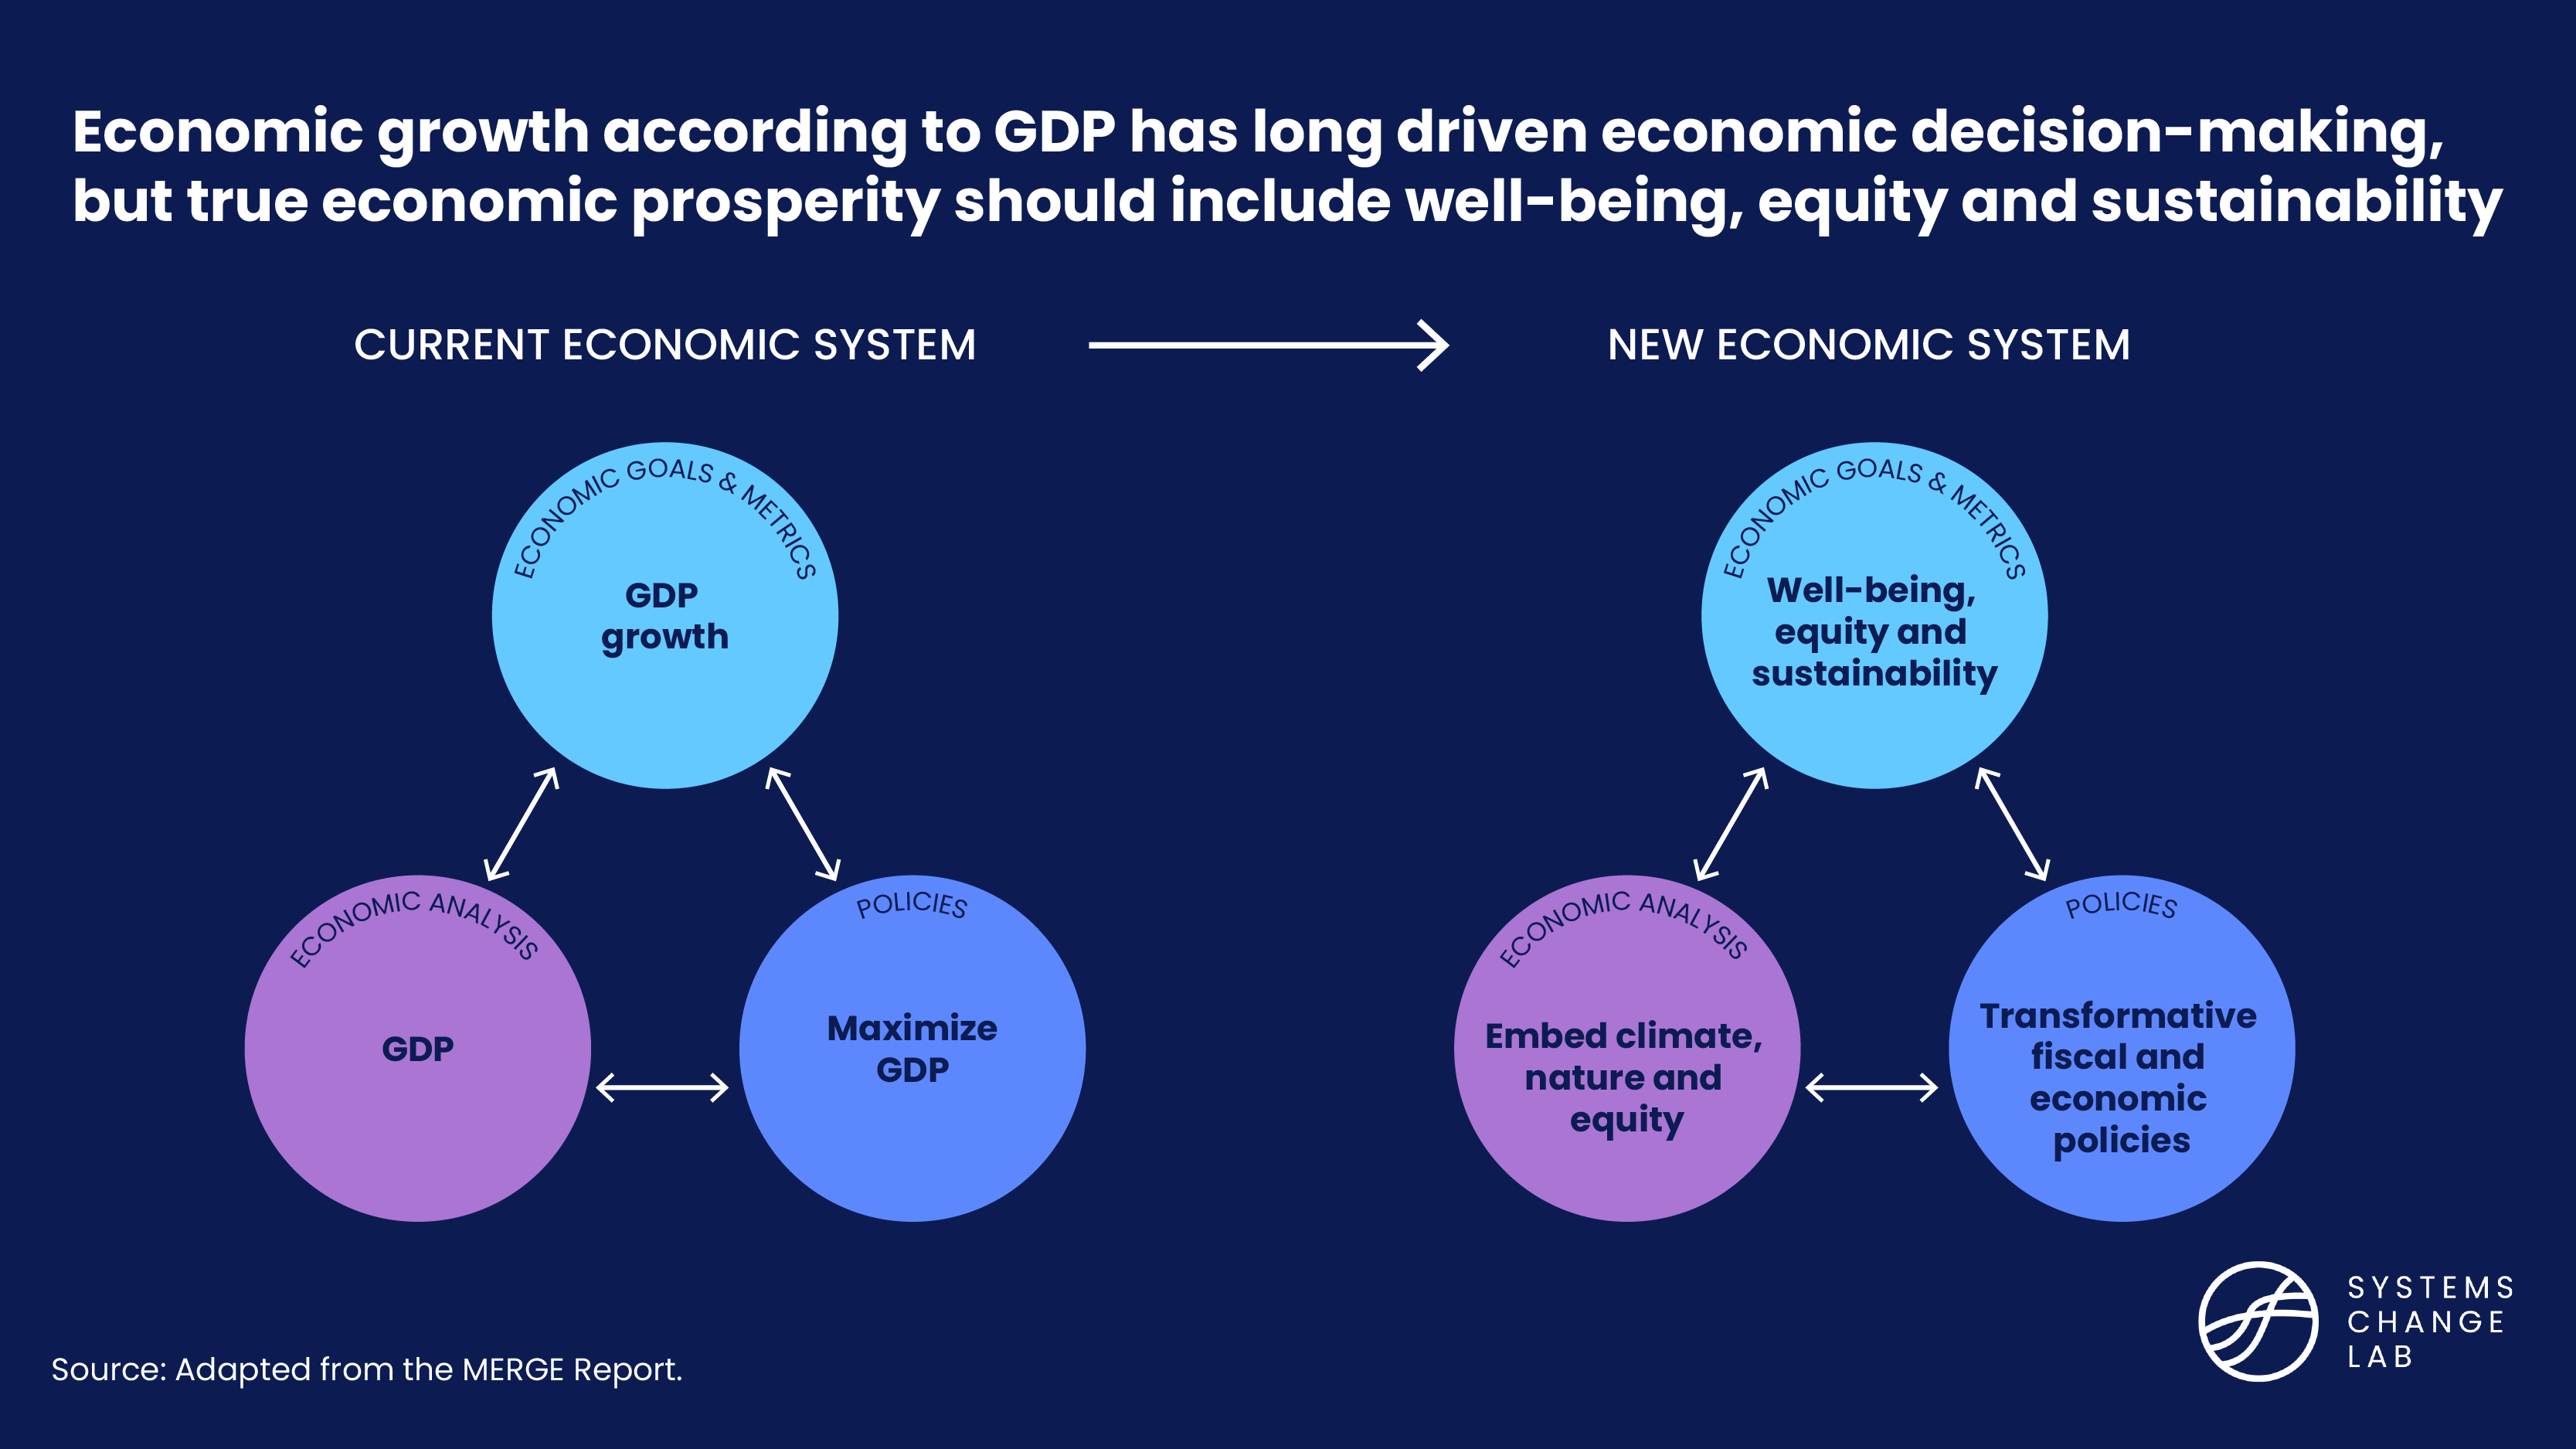 Economic growth according to GDP has long driven economic decision-making,
but true economic prosperity should include well-being, equity and sustainability
CURRENT ECONOMIC SYSTEM
ECONOMIC GOALS & METRICS
GDP
growth
ECONOMIC ANALYSIS
GDP
POLICIES
Maximize
GDP
NEW ECONOMIC SYSTEM
ECONOMIC GOALS & METRICS
Well-being,
equity and
sustainability
ECONOMIC ANALYSIS
Embed climate,
nature and
equity
POLICIES
Transformative
fiscal and
economic
policies
Source: Adapted from the MERGE Report.
SYSTEMS
CHANGE
LAB